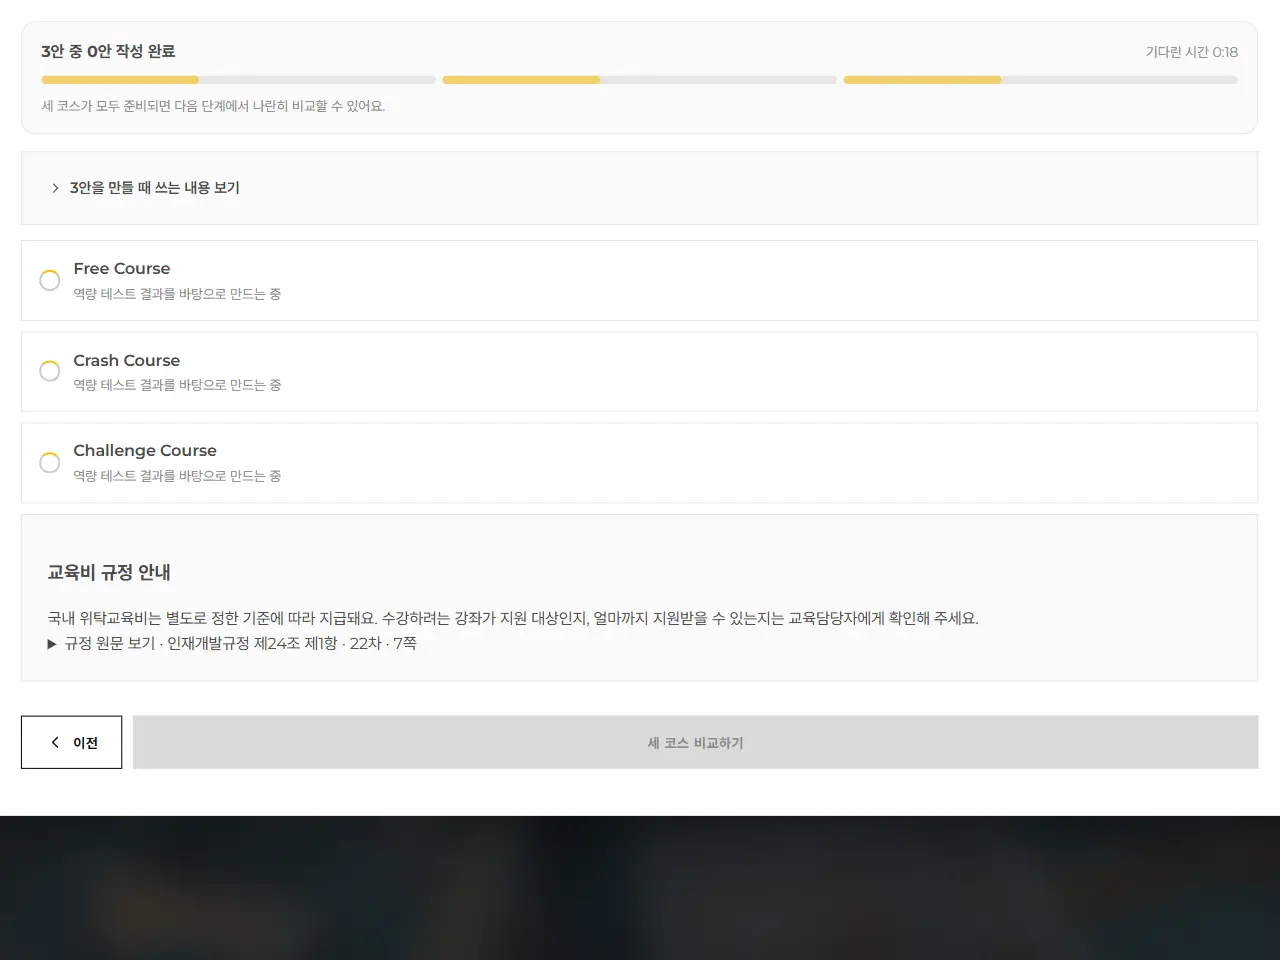 3안 중 0안 작성 완료
기다린 시간 0:18
세 코스가 모두 준비되면 다음 단계에서 나란히 비교할 수 있어요.
3안을 만들 때 쓰는 내용 보기
Free Course
역량 테스트 결과를 바탕으로 만드는 중
Crash Course
역량 테스트 결과를 바탕으로 만드는 중
Challenge Course
역량 테스트 결과를 바탕으로 만드는 중
교육비 규정 안내
국내 위탁교육비는 별도로 정한 기준에 따라 지급돼요. 수강하려는 강좌가 지원 대상인지, 얼마까지 지원받을 수 있는지는 교육담당자에게 확인해 주세요.
▶ 규정 원문 보기 · 인재개발규정 제24조 제1항 · 22차 · 7쪽
이전
세 코스 비교하기